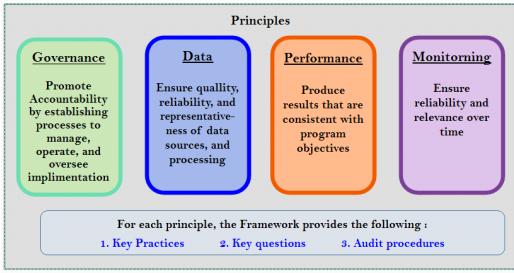 Principles
Governance
Promote
Accountability
by establishing
processes to
manage,
operate, and
oversee
implimentation
Data
Ensure quallity,
reliability, and
representative-
ness of data
sources, and
processing
Performance
Produce
results that are
consistent with
program
objectives
Monitorning
Ensure
reliability and
relevance over
time
For each principle, the Framework provides the following :
1. Key Practices 2. Key questions 3. Audit procedures